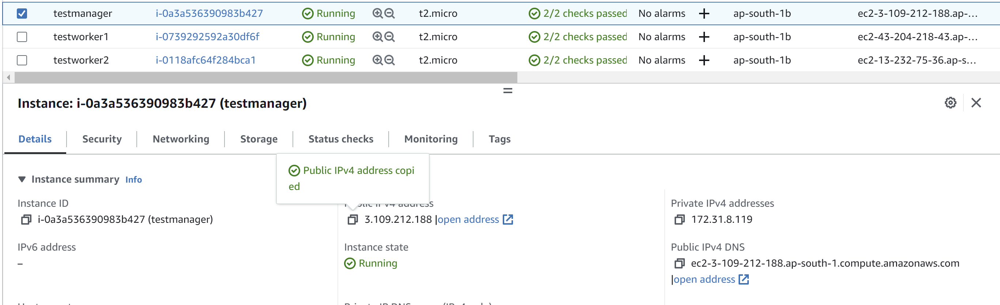 testmanager i-0a3a536390983b427 Running t2.micro 2/2 checks passed No alarms + ap-south-1b ec2-3-109-212-188.ap-...
testworker1 i-0739292592a30df6f Running t2.micro 2/2 checks passed No alarms + ap-south-1b ec2-43-204-218-43.ap-...
testworker2 i-0118afc64f284bca1 Running t2.micro 2/2 checks passed No alarms + ap-south-1b ec2-13-232-75-36.ap-s...
Instance: i-0a3a536390983b427 (testmanager)
Details Security Networking Storage Status checks Monitoring Tags
Public IPv4 address copi
ed
Instance summary Info
Instance ID
i-0a3a536390983b427 (testmanager)
Public IPv4 address
3.109.212.188 |open address
Private IPv4 addresses
172.31.8.119
IPv6 address
–
Instance state
Running
Public IPv4 DNS
ec2-3-109-212-188.ap-south-1.compute.amazonaws.com
|open address